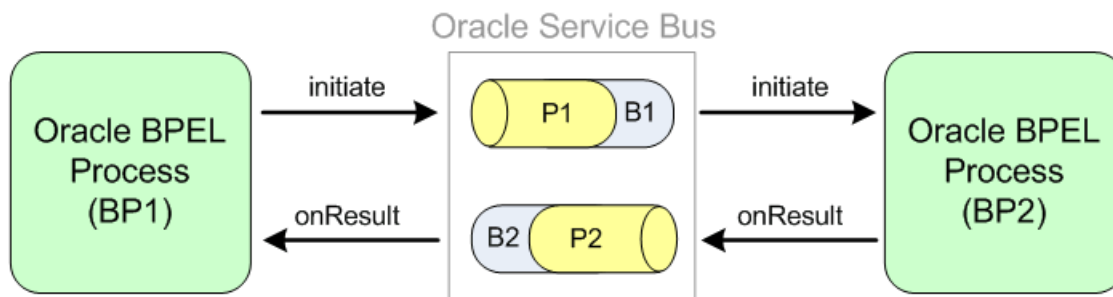 Oracle Service Bus
Oracle BPEL
Process
(BP1)
initiate
onResult
P1 B1
B2 P2
initiate
onResult
Oracle BPEL
Process
(BP2)